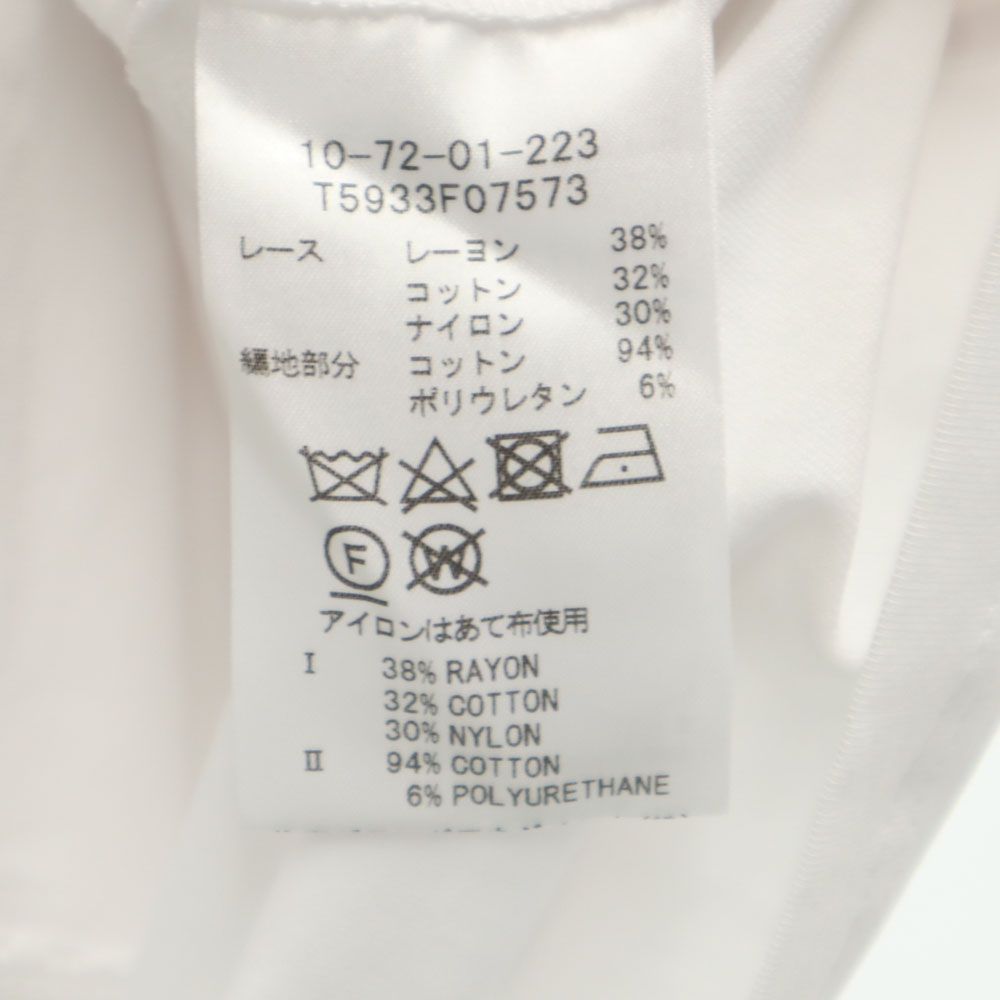 10-72-01-223
T5933F07573
レース レーヨン 38%
コットン 32%
ナイロン 30%
編地部分 コットン 94%
ポリウレタン 6%
F W
アイロンはあて布使用
I 38% RAYON
32% COTTON
30% NYLON
II 94% COTTON
6% POLYURETHANE